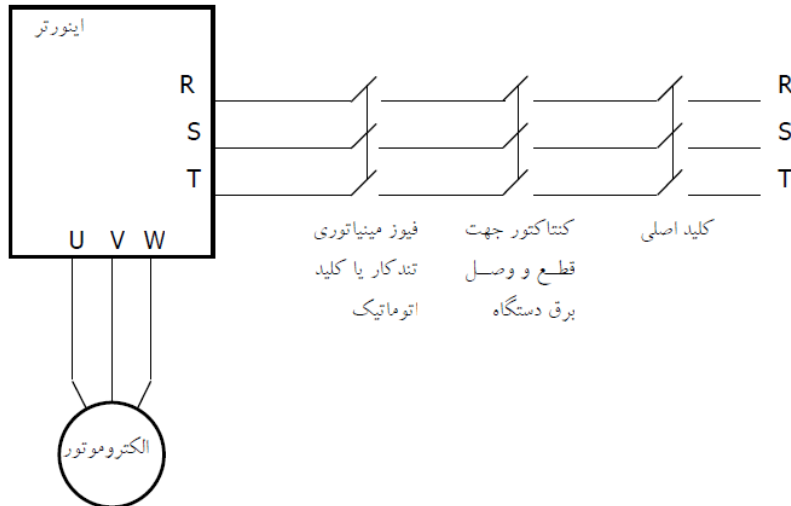 اینورتر
R
R
S
S
T
T
U V W
کلید اصلی
کنتاکتور جهت
قطع و وصل
برق دستگاه
فیوز مینیاتوری
تندکار یا کلید
اتوماتیک
الکتروموتور